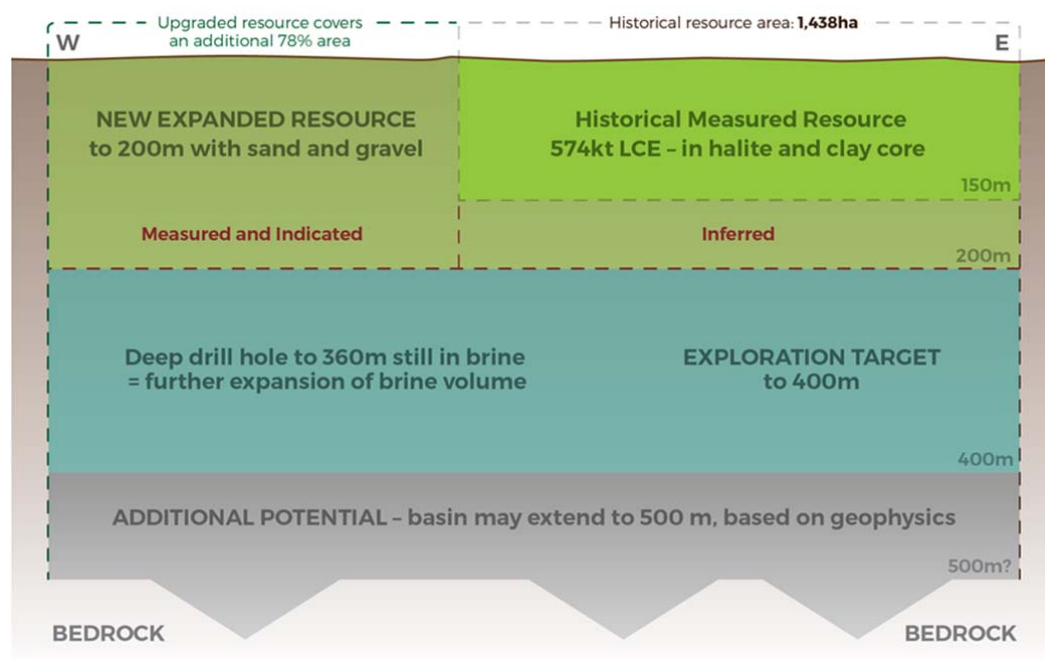 Upgraded resource covers
an additional 78% area
Historical resource area: 1,438ha
W
E
NEW EXPANDED RESOURCE
to 200m with sand and gravel
Historical Measured Resource
574kt LCE – in halite and clay core
150m
Measured and Indicated
Inferred
200m
Deep drill hole to 360m still in brine
= further expansion of brine volume
EXPLORATION TARGET
to 400m
400m
ADDITIONAL POTENTIAL – basin may extend to 500 m, based on geophysics
500m?
BEDROCK
BEDROCK